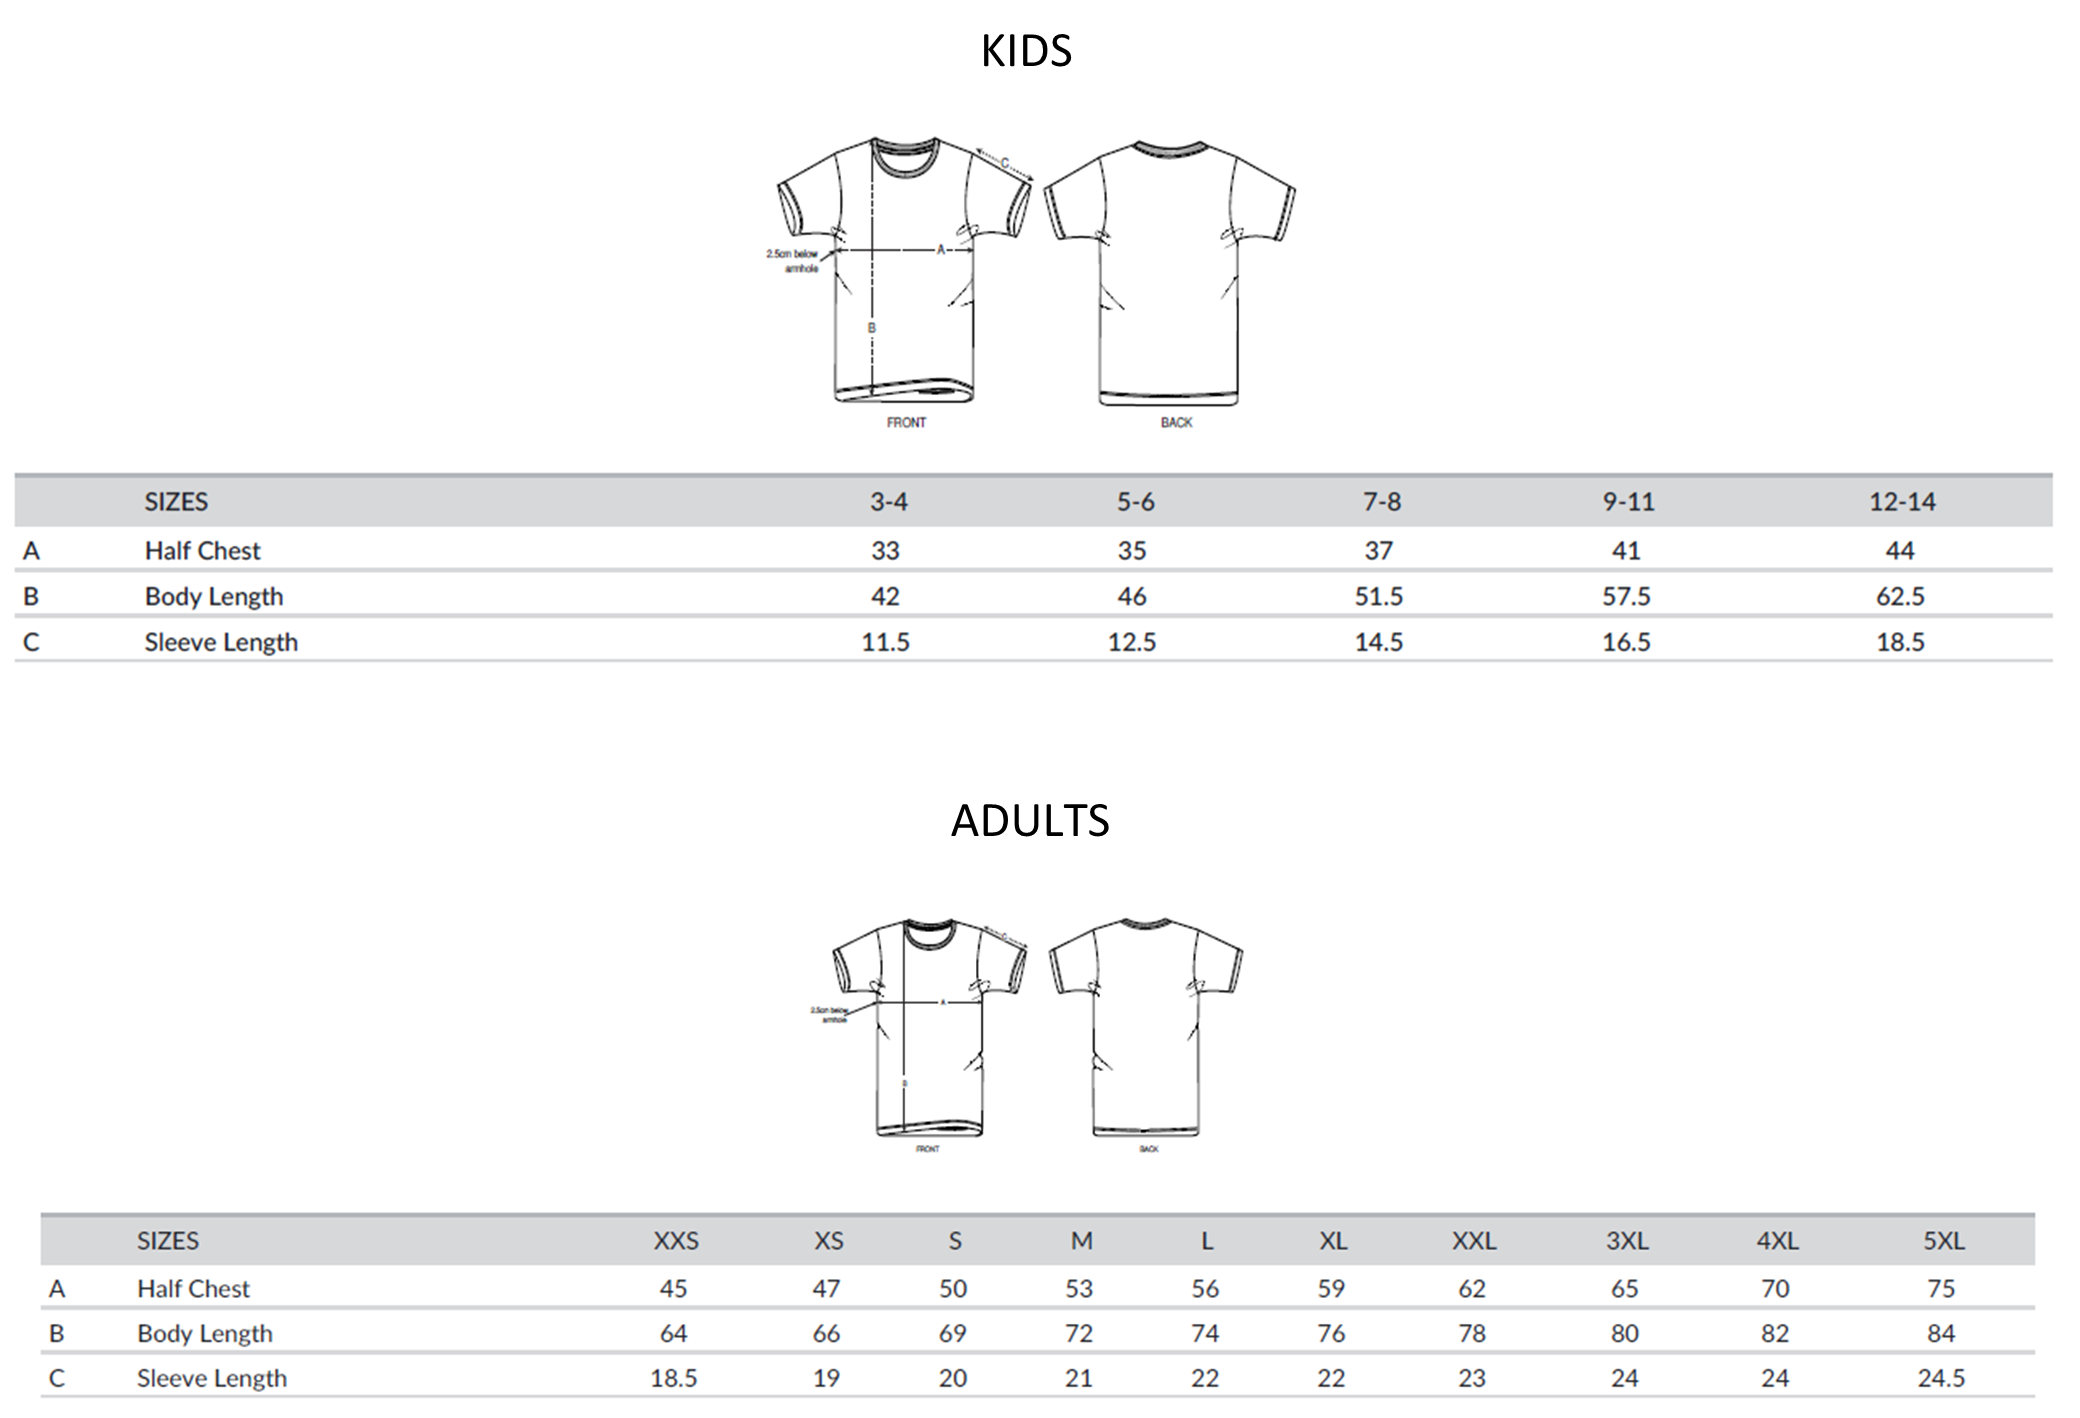 KIDS
C
A
2.5cm below
armhole
B
FRONT BACK
SIZES 3-4 5-6 7-8 9-11 12-14
A Half Chest 33 35 37 41 44
B Body Length 42 46 51.5 57.5 62.5
C Sleeve Length 11.5 12.5 14.5 16.5 18.5
ADULTS
A
2.5cm below
armhole
B
FRONT BACK
SIZES XXS XS S M L XL XXL 3XL 4XL 5XL
A Half Chest 45 47 50 53 56 59 62 65 70 75
B Body Length 64 66 69 72 74 76 78 80 82 84
C Sleeve Length 18.5 19 20 21 22 22 23 24 24 24.5